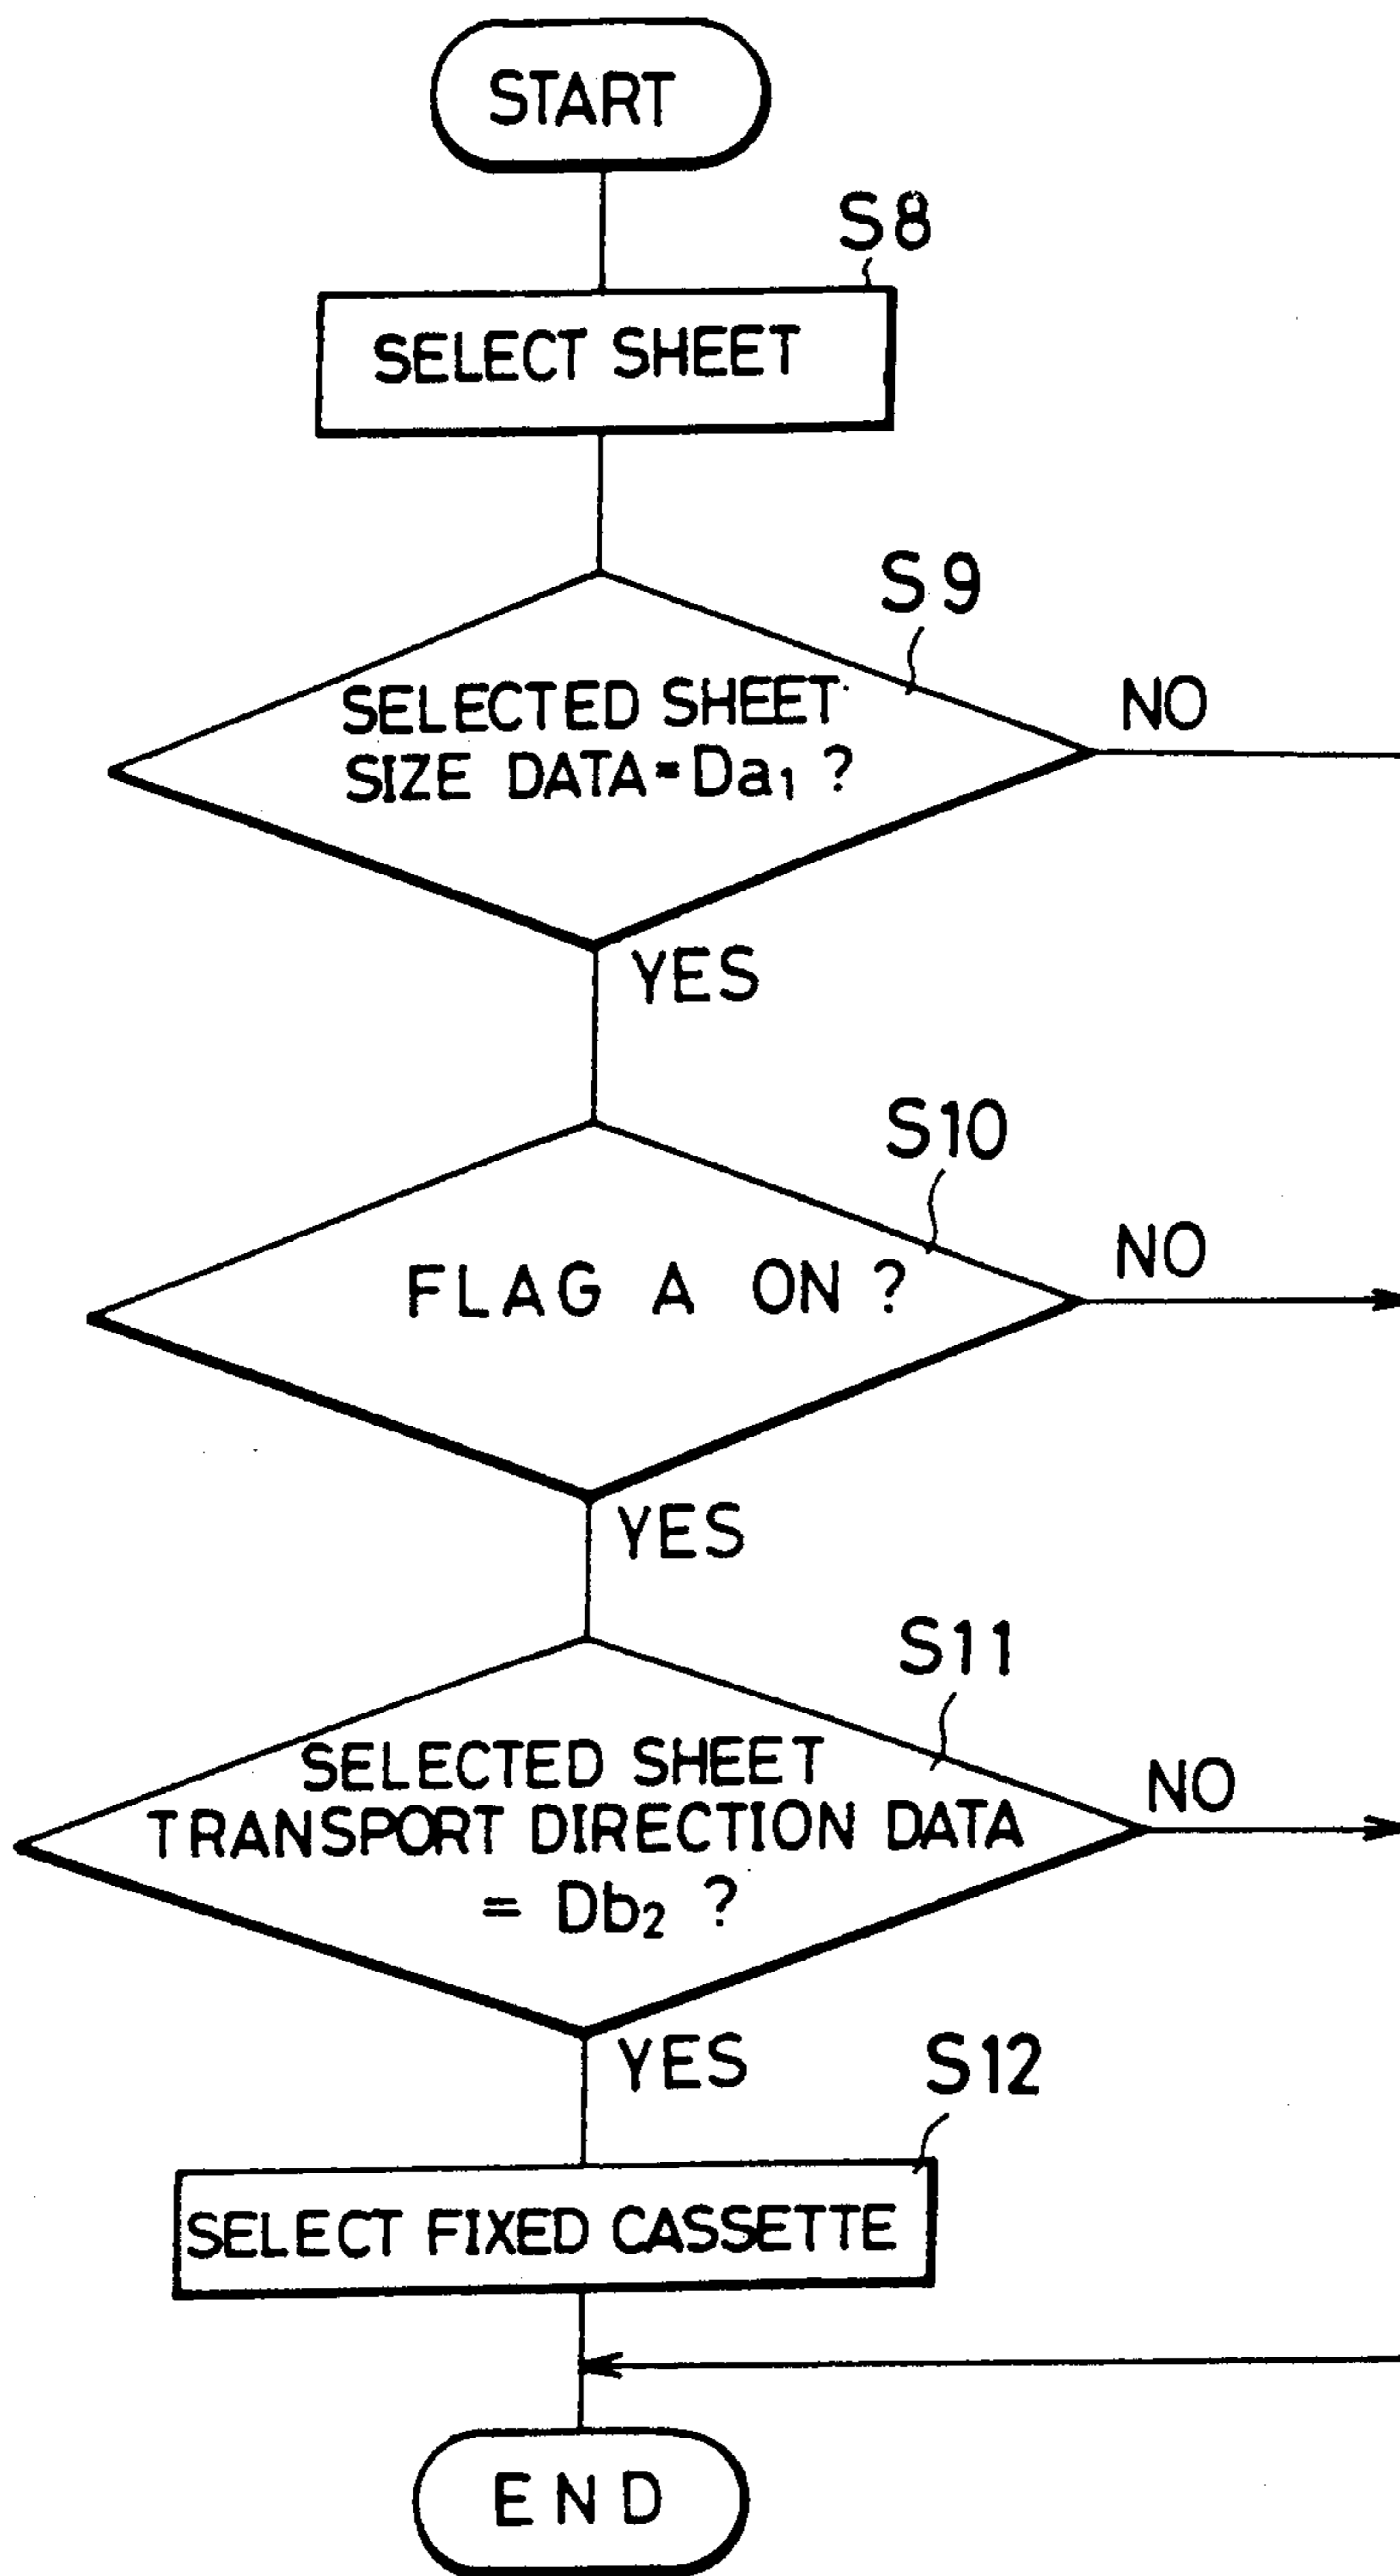 START
S8
SELECT SHEET
S9
SELECTED SHEET
SIZE DATA=Da₁ ?
NO
YES
S10
FLAG A ON ?
NO
YES
S11
SELECTED SHEET
TRANSPORT DIRECTION DATA
= Db₂ ?
NO
YES
S12
SELECT FIXED CASSETTE
END